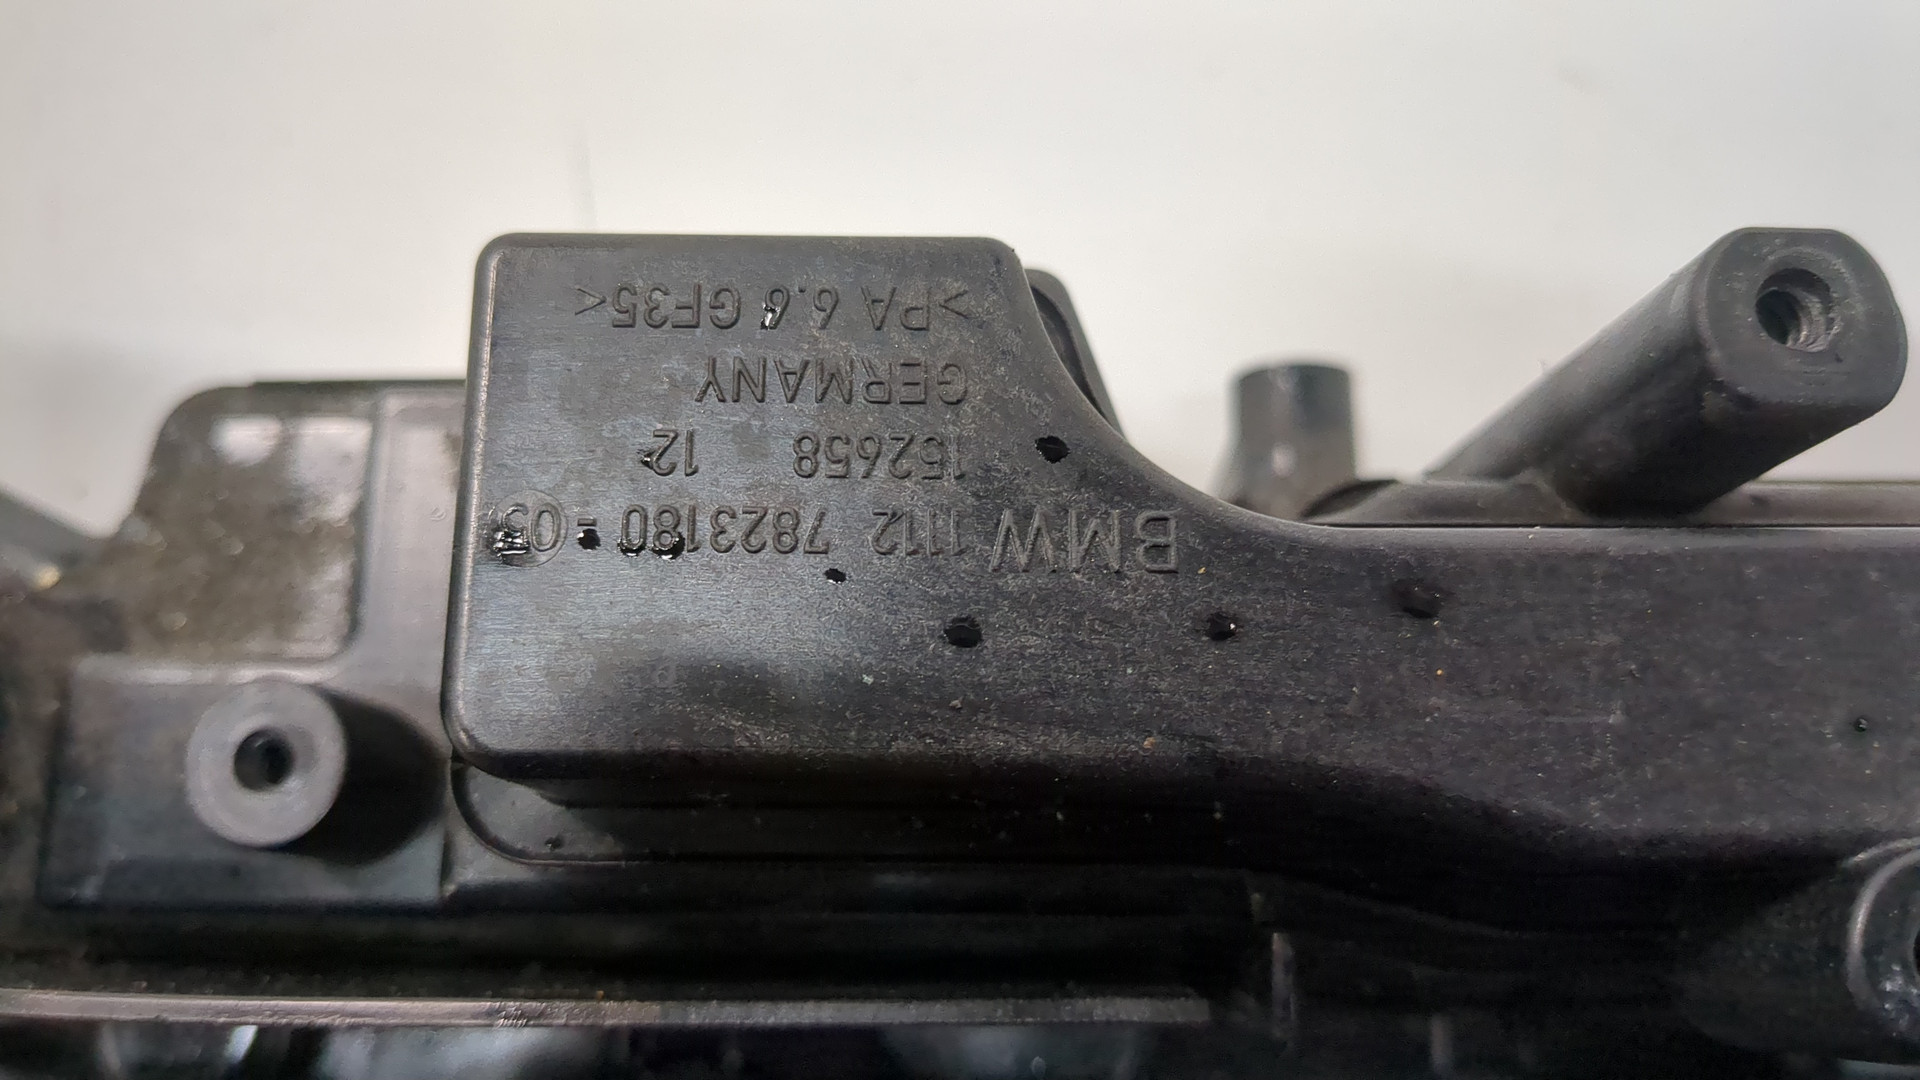 BMW 1112 7823180 - 05
152658 12
GERMANY
>PA 6.6 GF35<